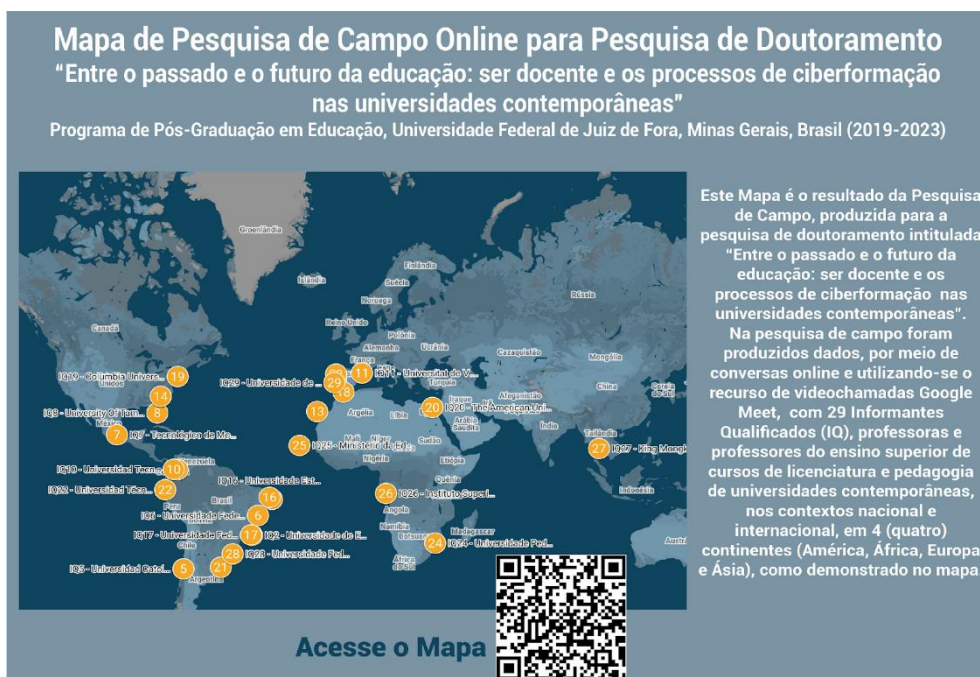 Mapa de Pesquisa de Campo Online para Pesquisa de Doutoramento
“Entre o passado e o futuro da educação: ser docente e os processos de ciberformação
nas universidades contemporâneas”
Programa de Pós-Graduação em Educação, Universidade Federal de Juiz de Fora, Minas Gerais, Brasil (2019-2023)
Este Mapa é o resultado da Pesquisa
de Campo, produzida para a
pesquisa de doutoramento intitulada
"Entre o passado e o futuro da
educação: ser docente e os
processos de ciberformação nas
universidades contemporâneas".
Na pesquisa de campo foram
produzidos dados, por meio de
conversas online e utilizando-se o
recurso de videochamadas Google
Meet, com 29 Informantes
Qualificados (IQ), professoras e
professores do ensino superior de
cursos de licenciatura e pedagogia
de universidades contemporâneas,
nos contextos nacional e
internacional, em 4 (quatro)
continentes (América, África, Europa
e Ásia), como demonstrado no mapa
Groenlândia
Islândia
Finlândia
Suécia
Noruega
Rússia
Canadá
Reino Unido
Polônia
Alemanha
Ucrânia
França
Cazaquistão
Mongólia
IQ19 - Columbia Univers...
19
Unidos
IQ29 - Universidade de ...
29
11
Universitat de V...
Turquia
China
Coreia do Sul
14
18
Iraque
Afeganistão
IQ8 - University Of Tam...
8
13
Argélia
Líbia
20
IQ20 - The American Uni...
Arábia Saudita
Índia
México
7
IQ7 - Tecnológico de Mo...
25
IQ25 - Ministério da Ed...
Mali
Níger
Sudão
Tailândia
27
IQ27 - King Mongk
Nigéria
Etiópia
IQ10 - Universidad Tecn...
10
Venezuela
IQ16 - Universidade Est...
16
Quênia
Indonésia
IQ22 - Universidad Técn...
22
26
IQ26 - Instituto Superi...
Peru
Brasil
Angola
IQ6 - Universidade Fede...
6
Namíbia
Madagascar
Botsuana
IQ17 - Universidade Fed...
17
IQ2 - Universidade de E...
Austrá
Chile
28
IQ28 - Universidade Fed...
24
IQ24 - Universidade Ped...
África do Sul
IQ5 - Universidad Catól...
5
21
Argentina
Acesse o Mapa